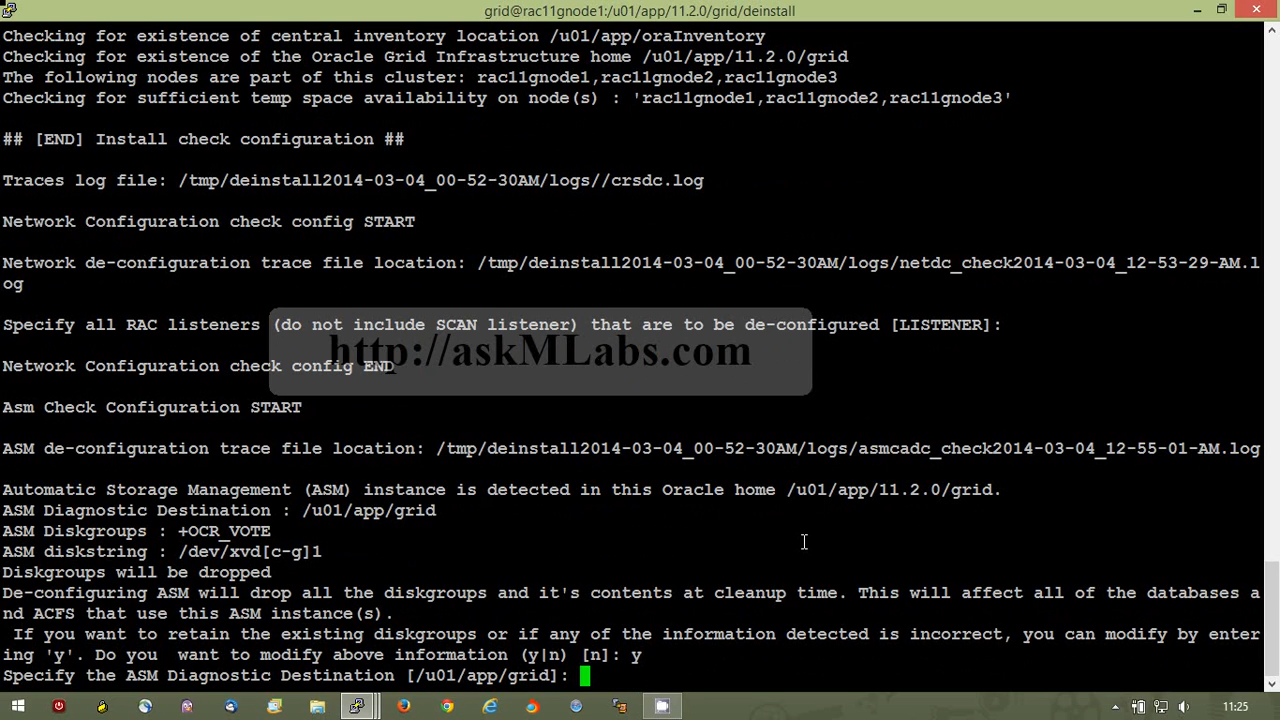 grid@rac11gnode1:/u01/app/11.2.0/grid/deinstall
Checking for existence of central inventory location /u01/app/oraInventory
Checking for existence of the Oracle Grid Infrastructure home /u01/app/11.2.0/grid
The following nodes are part of this cluster: rac11gnode1,rac11gnode2,rac11gnode3
Checking for sufficient temp space availability on node(s) : 'rac11gnode1,rac11gnode2,rac11gnode3'
## [END] Install check configuration ##
Traces log file: /tmp/deinstall2014-03-04_00-52-30AM/logs//crsdc.log
Network Configuration check config START
Network de-configuration trace file location: /tmp/deinstall2014-03-04_00-52-30AM/logs/netdc_check2014-03-04_12-53-29-AM.l
og
Specify all RAC listeners (do not include SCAN listener) that are to be de-configured [LISTENER]:
http://askMLabs.com
Network Configuration check config END
Asm Check Configuration START
ASM de-configuration trace file location: /tmp/deinstall2014-03-04_00-52-30AM/logs/asmcadc_check2014-03-04_12-55-01-AM.log
Automatic Storage Management (ASM) instance is detected in this Oracle home /u01/app/11.2.0/grid.
ASM Diagnostic Destination : /u01/app/grid
ASM Diskgroups : +OCR_VOTE
ASM diskstring : /dev/xvd[c-g]1
Diskgroups will be dropped
De-configuring ASM will drop all the diskgroups and it's contents at cleanup time. This will affect all of the databases a
nd ACFS that use this ASM instance(s).
If you want to retain the existing diskgroups or if any of the information detected is incorrect, you can modify by enter
ing 'y'. Do you  want to modify above information (y|n) [n]: y
Specify the ASM Diagnostic Destination [/u01/app/grid]:
11:25